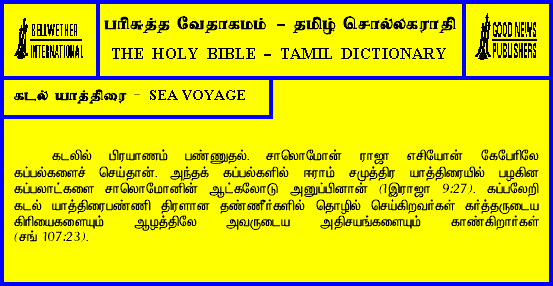 BELLWETHER
INTERNATIONAL
பரிசுத்த வேதாகமம் – தமிழ் சொல்லகராதி
THE HOLY BIBLE – TAMIL DICTIONARY
GOOD NEWS
PUBLISHERS
கடல் யாத்திரை - SEA VOYAGE
கடலில் பிரயாணம் பண்ணுதல். சாலொமோன் ராஜா எசியோன் கேபேரிலே
கப்பல்களைச் செய்தான். அந்தக் கப்பல்களில் ஈராம் சமுத்திர யாத்திரையில் பழகின
கப்பலாட்களை சாலொமோனின் ஆட்களோடு அனுப்பினான் (1இராஜா 9:27). கப்பலேறி
கடல் யாத்திரைபண்ணி திரளான தண்ணீர்களில் தொழில் செய்கிறவர்கள் கர்த்தருடைய
கிரியைகளையும் ஆழத்திலே அவருடைய அதிசயங்களையும் காண்கிறார்கள்
(சங் 107:23).